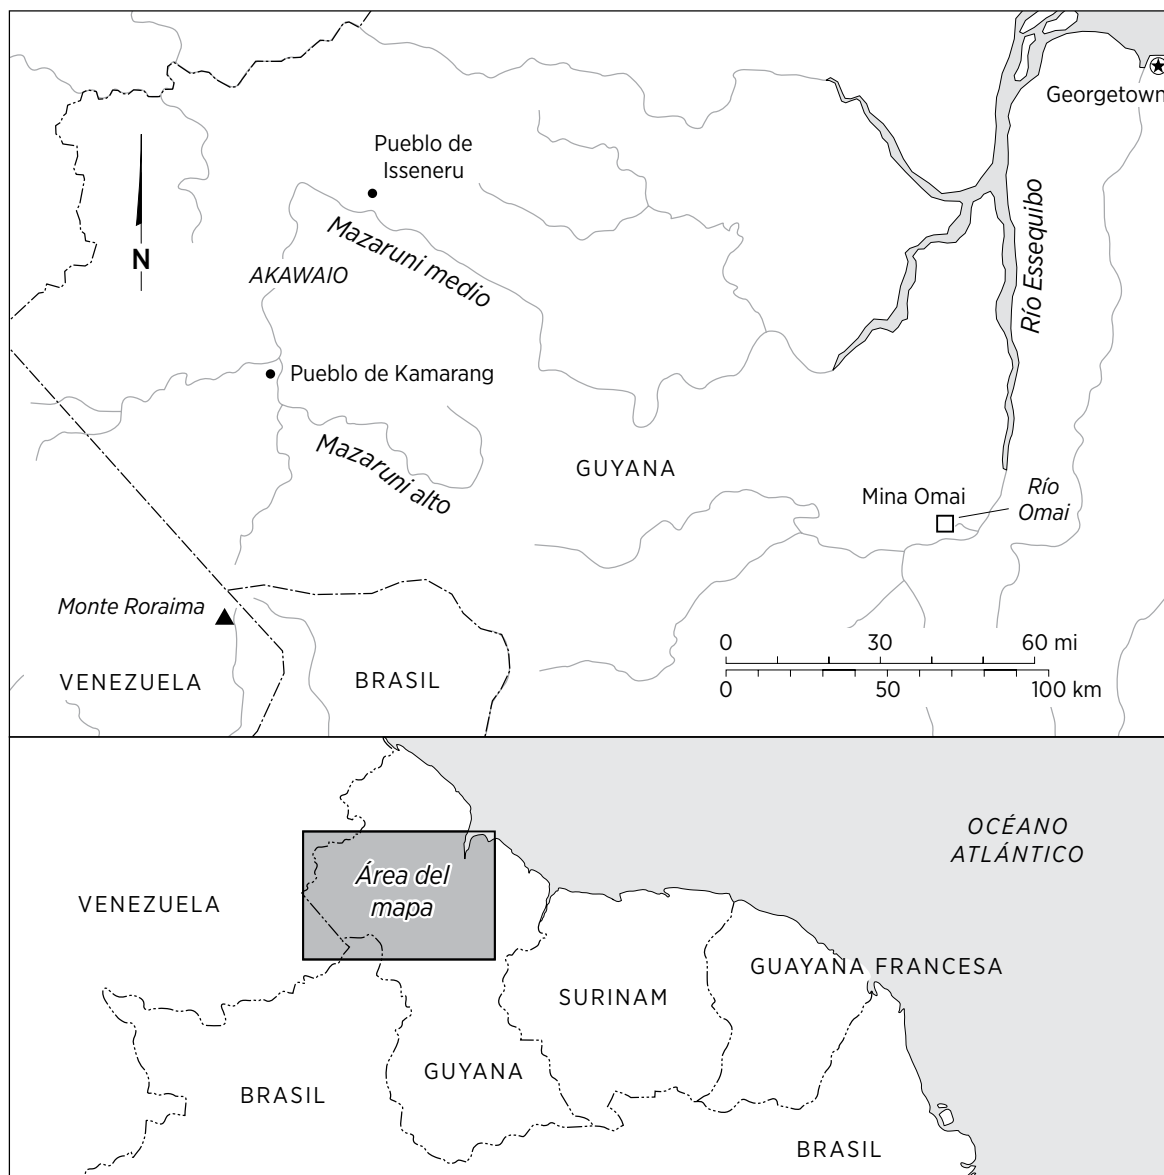 Georgetown
Pueblo de
Isseneru
Río Essequibo
Mazaruni medio
N
AKAWAIO
Pueblo de Kamarang
Mazaruni alto
GUYANA
Mina Omai
Río
Omai
Monte Roraima
VENEZUELA
BRASIL
0 30 60 mi
0 50 100 km
OCÉANO
ATLÁNTICO
Área del
mapa
VENEZUELA
GUAYANA FRANCESA
SURINAM
GUYANA
BRASIL
BRASIL